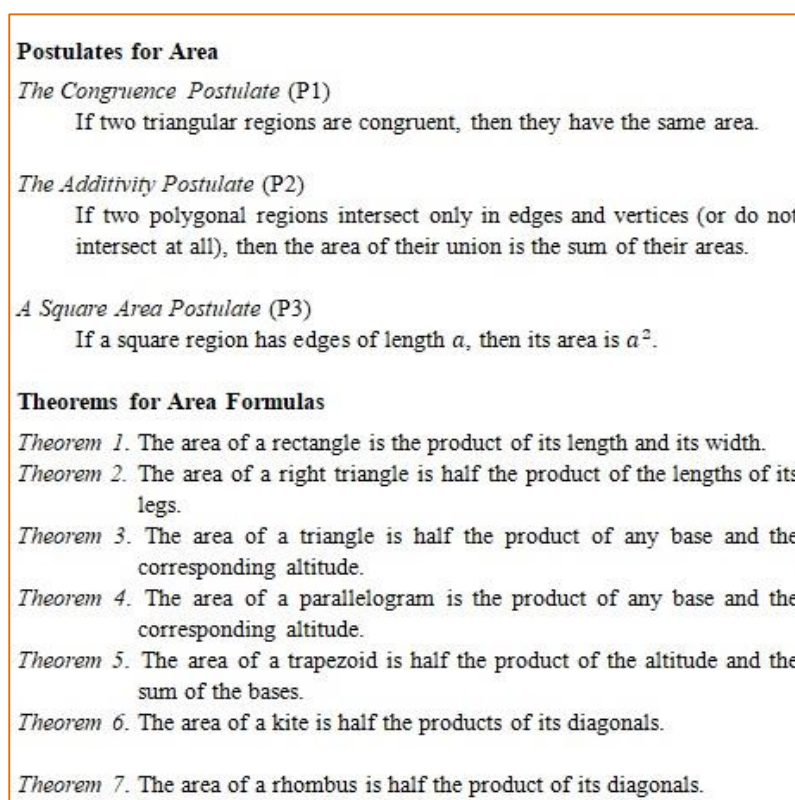 Postulates for Area
The Congruence Postulate (P1)
If two triangular regions are congruent, then they have the same area.
The Additivity Postulate (P2)
If two polygonal regions intersect only in edges and vertices (or do not
intersect at all), then the area of their union is the sum of their areas.
A Square Area Postulate (P3)
If a square region has edges of length a, then its area is a².
Theorems for Area Formulas
Theorem 1. The area of a rectangle is the product of its length and its width.
Theorem 2. The area of a right triangle is half the product of the lengths of its
legs.
Theorem 3. The area of a triangle is half the product of any base and the
corresponding altitude.
Theorem 4. The area of a parallelogram is the product of any base and the
corresponding altitude.
Theorem 5. The area of a trapezoid is half the product of the altitude and the
sum of the bases.
Theorem 6. The area of a kite is half the products of its diagonals.
Theorem 7. The area of a rhombus is half the product of its diagonals.